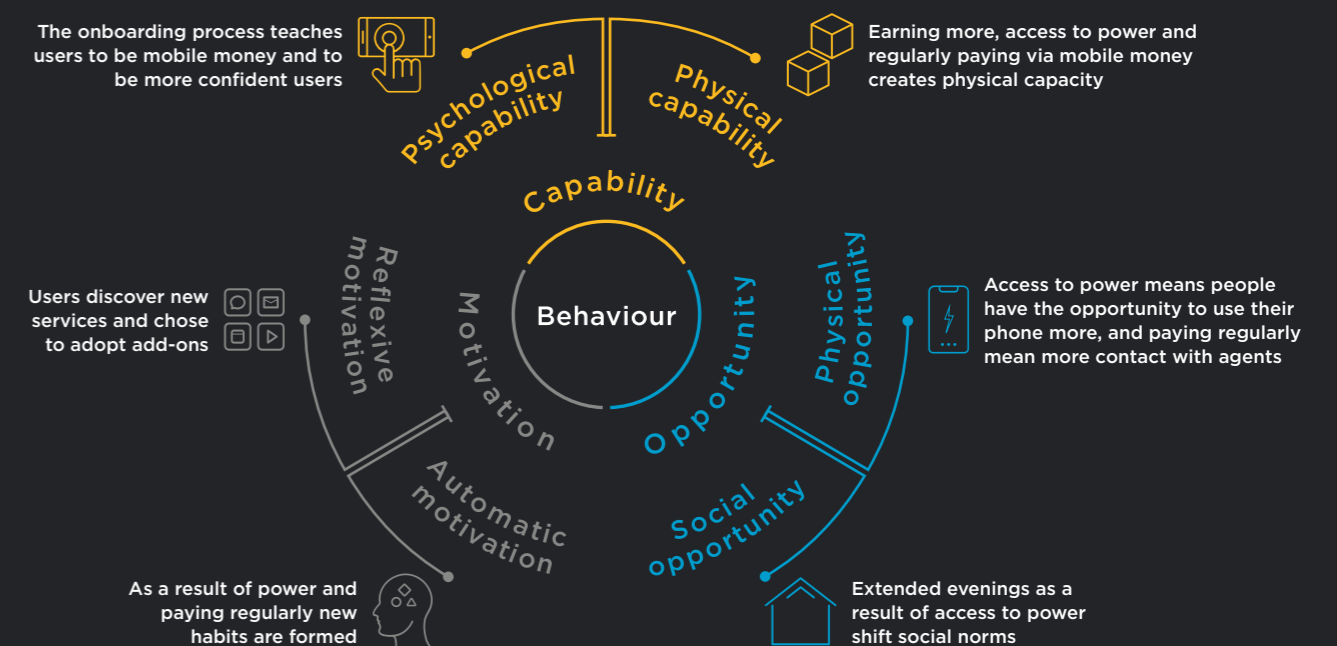 The onboarding process teaches
users to be mobile money and to
be more confident users
Psychological
capability
Physical
capability
Earning more, access to power and
regularly paying via mobile money
creates physical capacity
Capability
Users discover new
services and chose
to adopt add-ons
Reflexive
motivation
Motivation
Behaviour
Opportunity
Physical
opportunity
Access to power means people
have the opportunity to use their
phone more, and paying regularly
mean more contact with agents
Automatic
motivation
Social
opportunity
As a result of power and
paying regularly new
habits are formed
Extended evenings as a
result of access to power
shift social norms